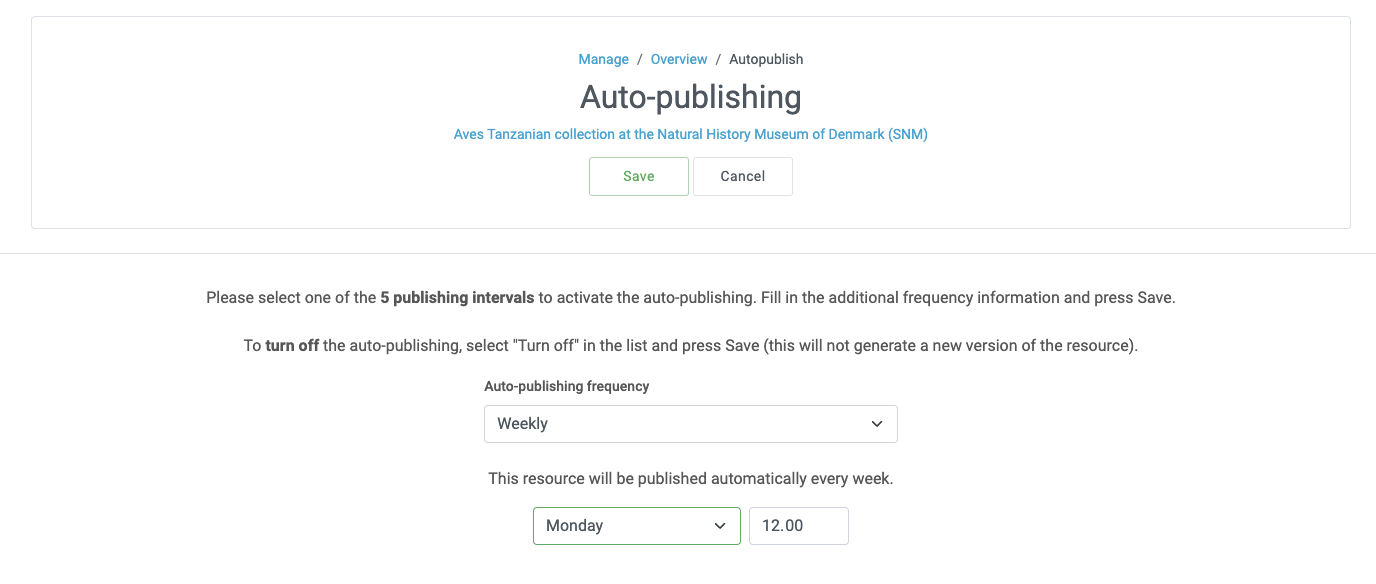 Manage / Overview / Autopublish
Auto-publishing
Aves Tanzanian collection at the Natural History Museum of Denmark (SNM)
Save Cancel
Please select one of the 5 publishing intervals to activate the auto-publishing. Fill in the additional frequency information and press Save.
To turn off the auto-publishing, select "Turn off" in the list and press Save (this will not generate a new version of the resource).
Auto-publishing frequency
Weekly
This resource will be published automatically every week.
Monday 12.00